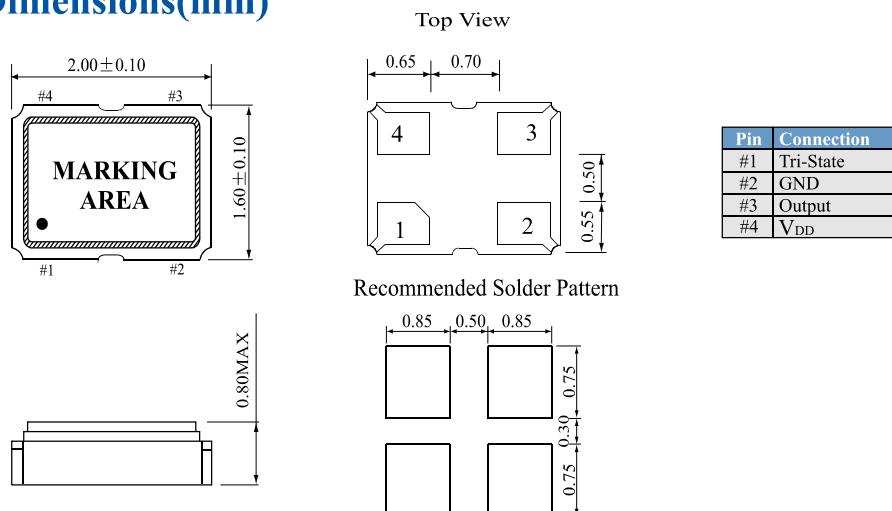 Dimensions(mm)
Top View
2.00±0.10
#4 #3
MARKING
AREA
#1 #2
1.60±0.10
0.65 0.70
4 3
1 2
0.50
0.55
Pin Connection
#1 Tri-State
#2 GND
#3 Output
#4 VDD
0.80MAX
Recommended Solder Pattern
0.85 0.50 0.85
0.75
0.30
0.75